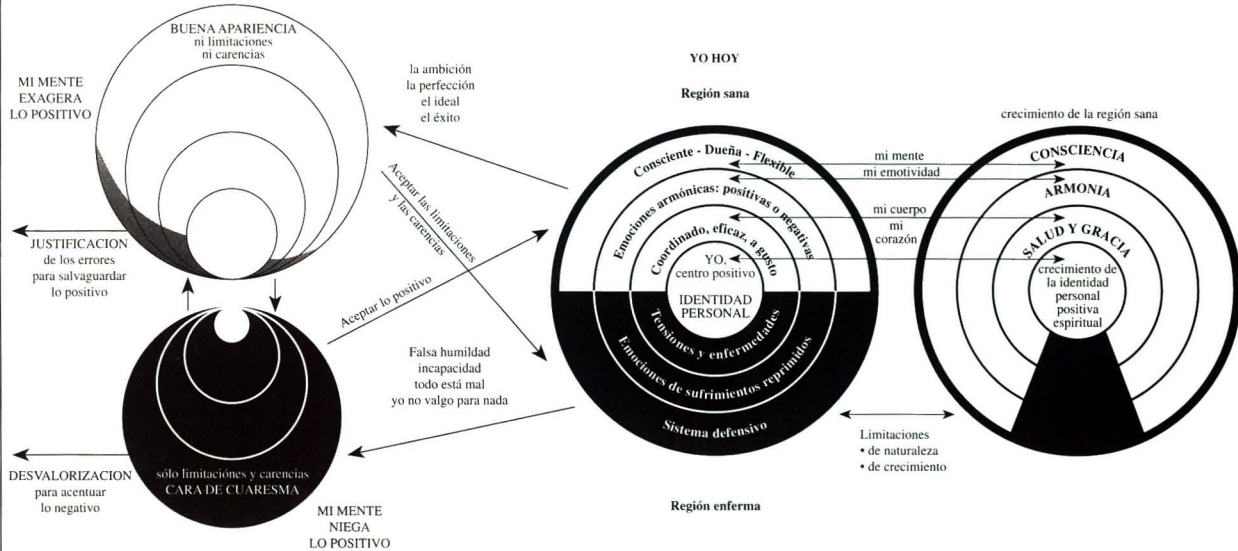 BUENA APARIENCIA
ni limitaciones
ni carencias
MI MENTE
EXAGERA
LO POSITIVO
la ambición
la perfección
el ideal
el éxito
Aceptar las limitaciones
y las carencias
JUSTIFICACION
de los errores
para salvaguardar
lo positivo
Aceptar lo positivo
Falsa humildad
incapacidad
todo está mal
yo no valgo para nada
sólo limitaciónes y carencias
CARA DE CUARESMA
DESVALORIZACION
para acentuar
lo negativo
MI MENTE
NIEGA
LO POSITIVO
YO HOY
Región sana
Consciente - Dueña - Flexible
Emociones armónicas: positivas o negativas
Coordinado, eficaz, a gusto
YO,
centro positivo
IDENTIDAD
PERSONAL
Tensiones y enfermedades
Emociones de sufrimientos reprimidos
Sistema defensivo
Región enferma
mi mente
mi emotividad
mi cuerpo
mi
corazón
crecimiento de la región sana
CONSCIENCIA
ARMONIA
SALUD Y GRACIA
crecimiento de
la identidad
personal
positiva
espiritual
Limitaciones
• de naturaleza
• de crecimiento